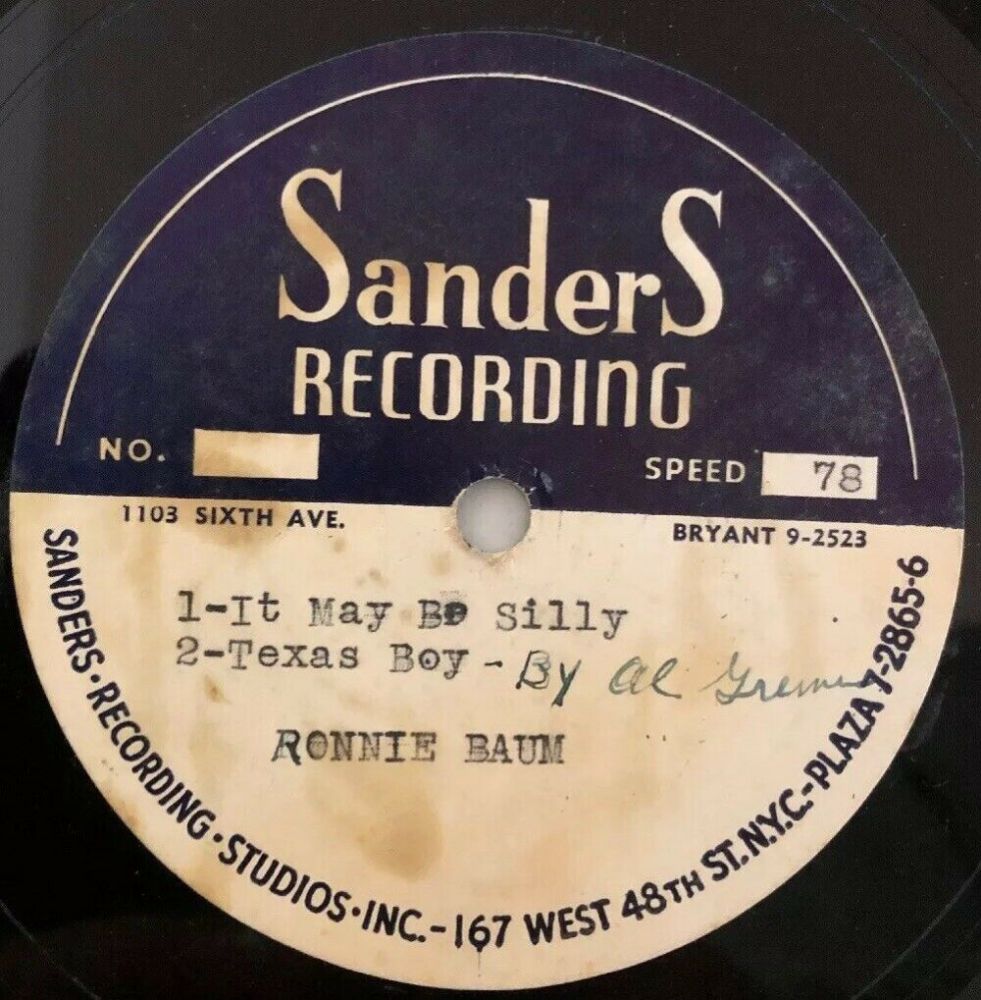 SanderS
RECORDING
NO.
SPEED 78
1103 SIXTH AVE.
BRYANT 9-2523
1-It May Be Silly
2-Texas Boy - By Al
RONNIE BAUM
SANDERS·RECORDING·STUDIOS·INC.-167 WEST 48TH ST.N.Y.C.-PLAZA 7-2865-6